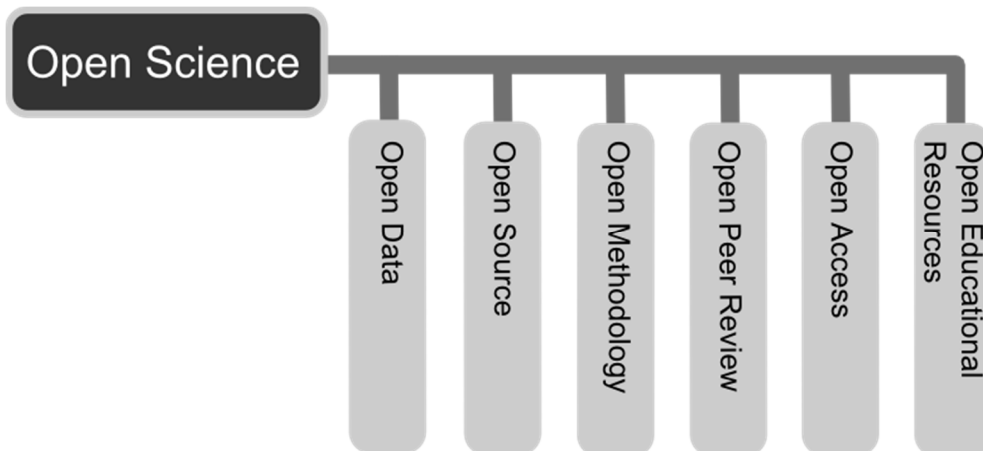 Open Science
Open Data
Open Source
Open Methodology
Open Peer Review
Open Access
Open Educational
Resources